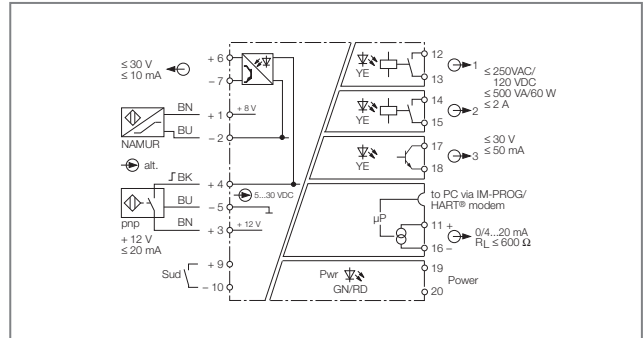 ≤ 30 V
≤ 10 mA
+ 6
– 7
BN
+ 1
+ 8 V
BU
– 2
NAMUR
alt.
BK
+ 4
5...30 VDC
BU
– 5
BN
+ 3
+ 12 V
pnp
+ 12 V
≤ 20 mA
Sud
+ 9
– 10
YE
12
13
1
≤ 250VAC/
120 VDC
≤ 500 VA/60 W
≤ 2 A
YE
14
15
2
YE
17
18
3
≤ 30 V
≤ 50 mA
to PC via IM-PROG/
HART® modem
µP
11 +
16 –
0/4...20 mA
RL ≤ 600 Ω
Pwr
GN/RD
19
20
Power